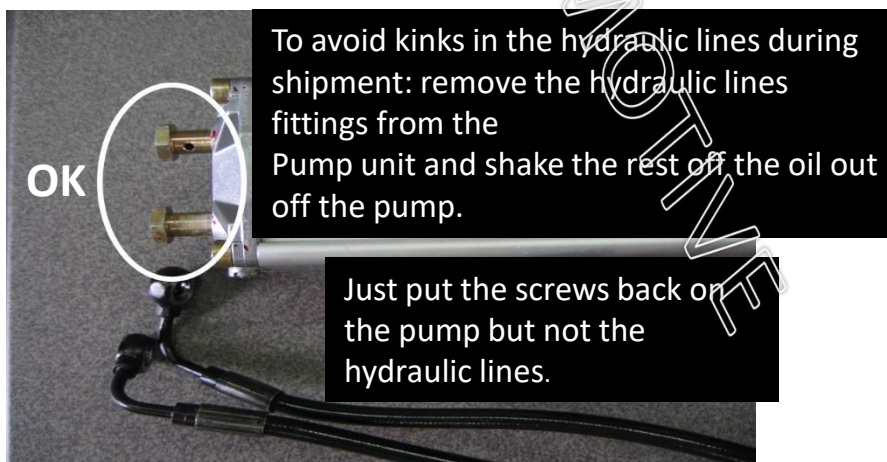 To avoid kinks in the hydraulic lines during
shipment: remove the hydraulic lines
fittings from the
Pump unit and shake the rest off the oil out
off the pump.
OK
Just put the screws back on
the pump but not the
hydraulic lines.